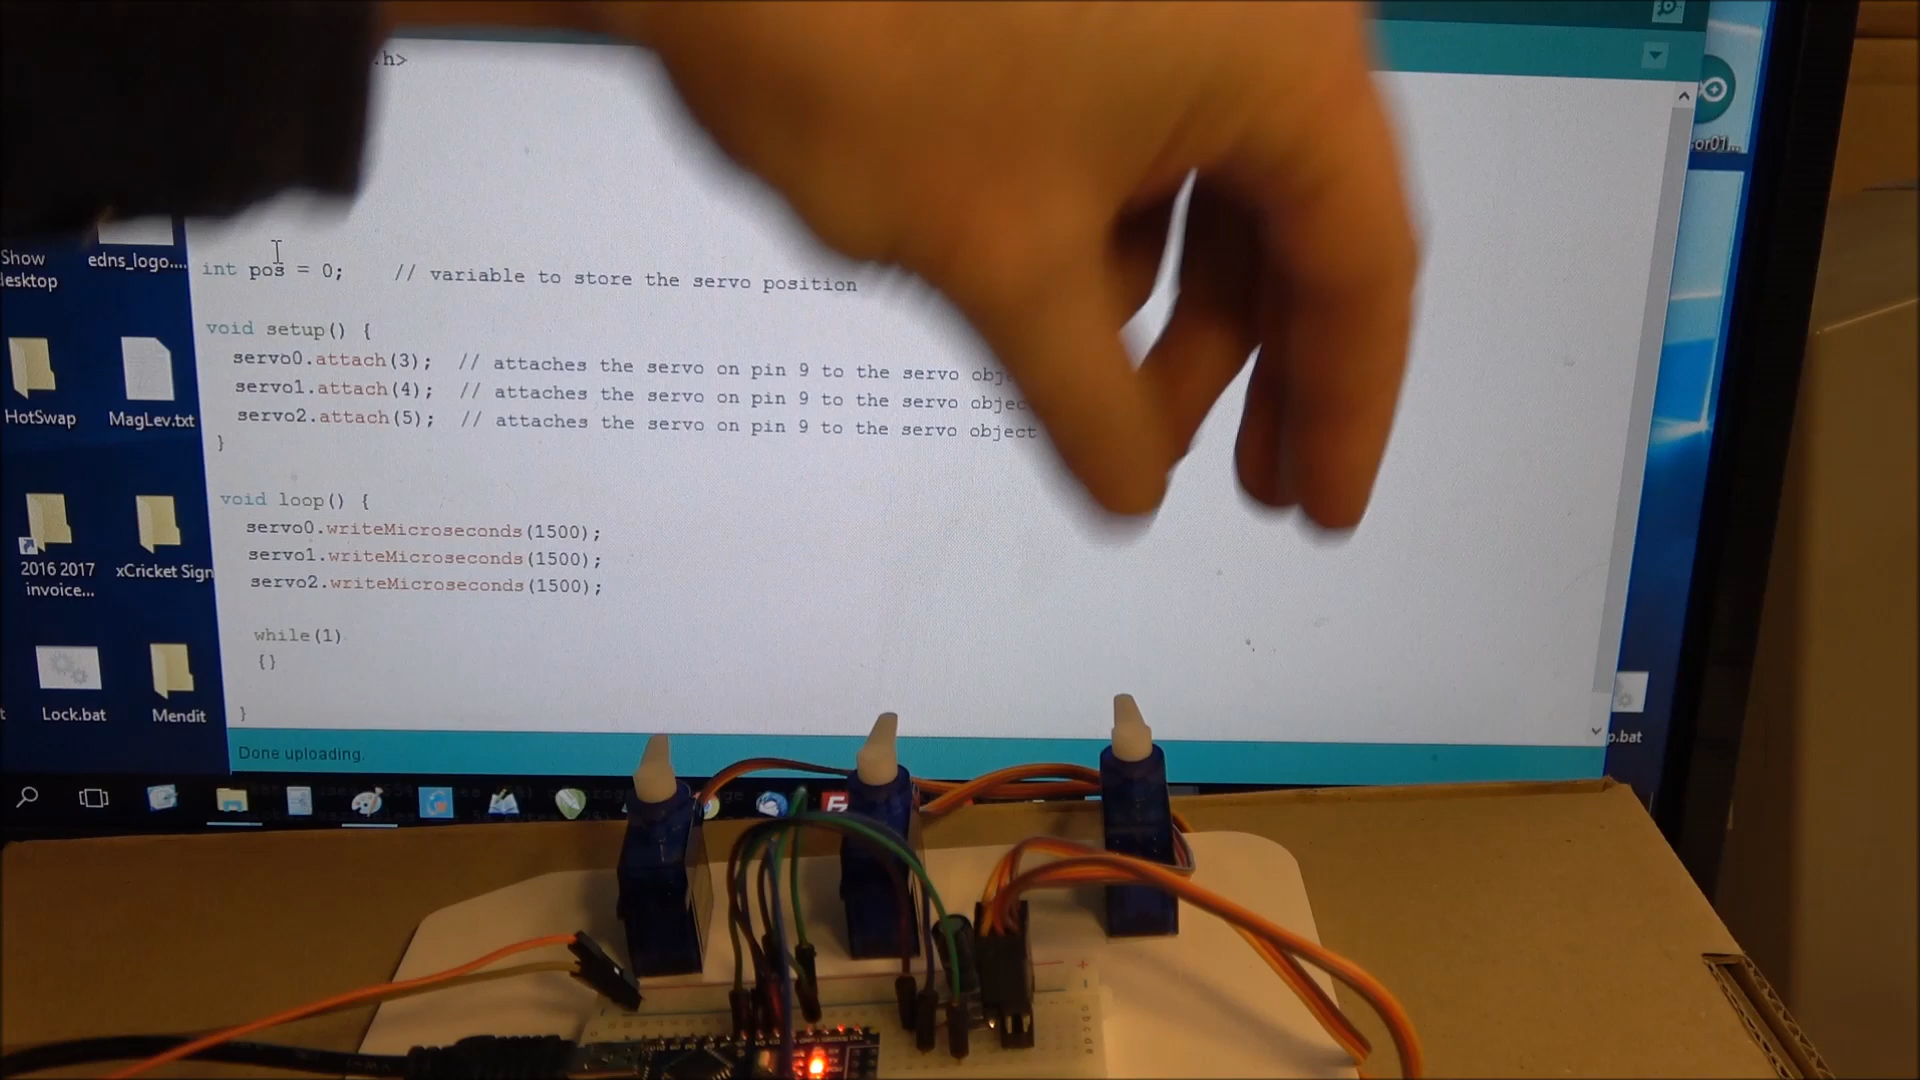 .h>
or01...
Show
desktop
edns_logo....
int pos = 0; // variable to store the servo position
void setup() {
servo0.attach(3); // attaches the servo on pin 9 to the servo obje
servo1.attach(4); // attaches the servo on pin 9 to the servo objec
servo2.attach(5); // attaches the servo on pin 9 to the servo object
}
HotSwap
MagLev.txt
void loop() {
servo0.writeMicroseconds(1500);
servo1.writeMicroseconds(1500);
servo2.writeMicroseconds(1500);
while(1)
{}
}
2016 2017
invoice...
xCricket Sign
Lock.bat
Mendit
p.bat
Done uploading.